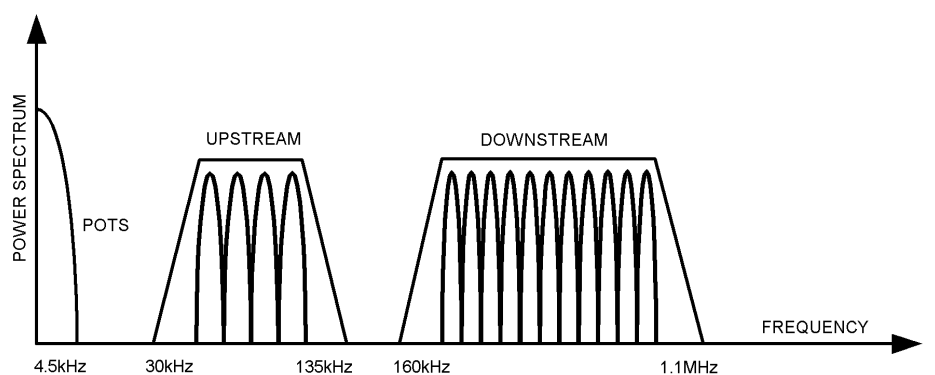 POWER SPECTRUM
POTS
UPSTREAM
DOWNSTREAM
FREQUENCY
4.5kHz
30kHz
135kHz
160kHz
1.1MHz